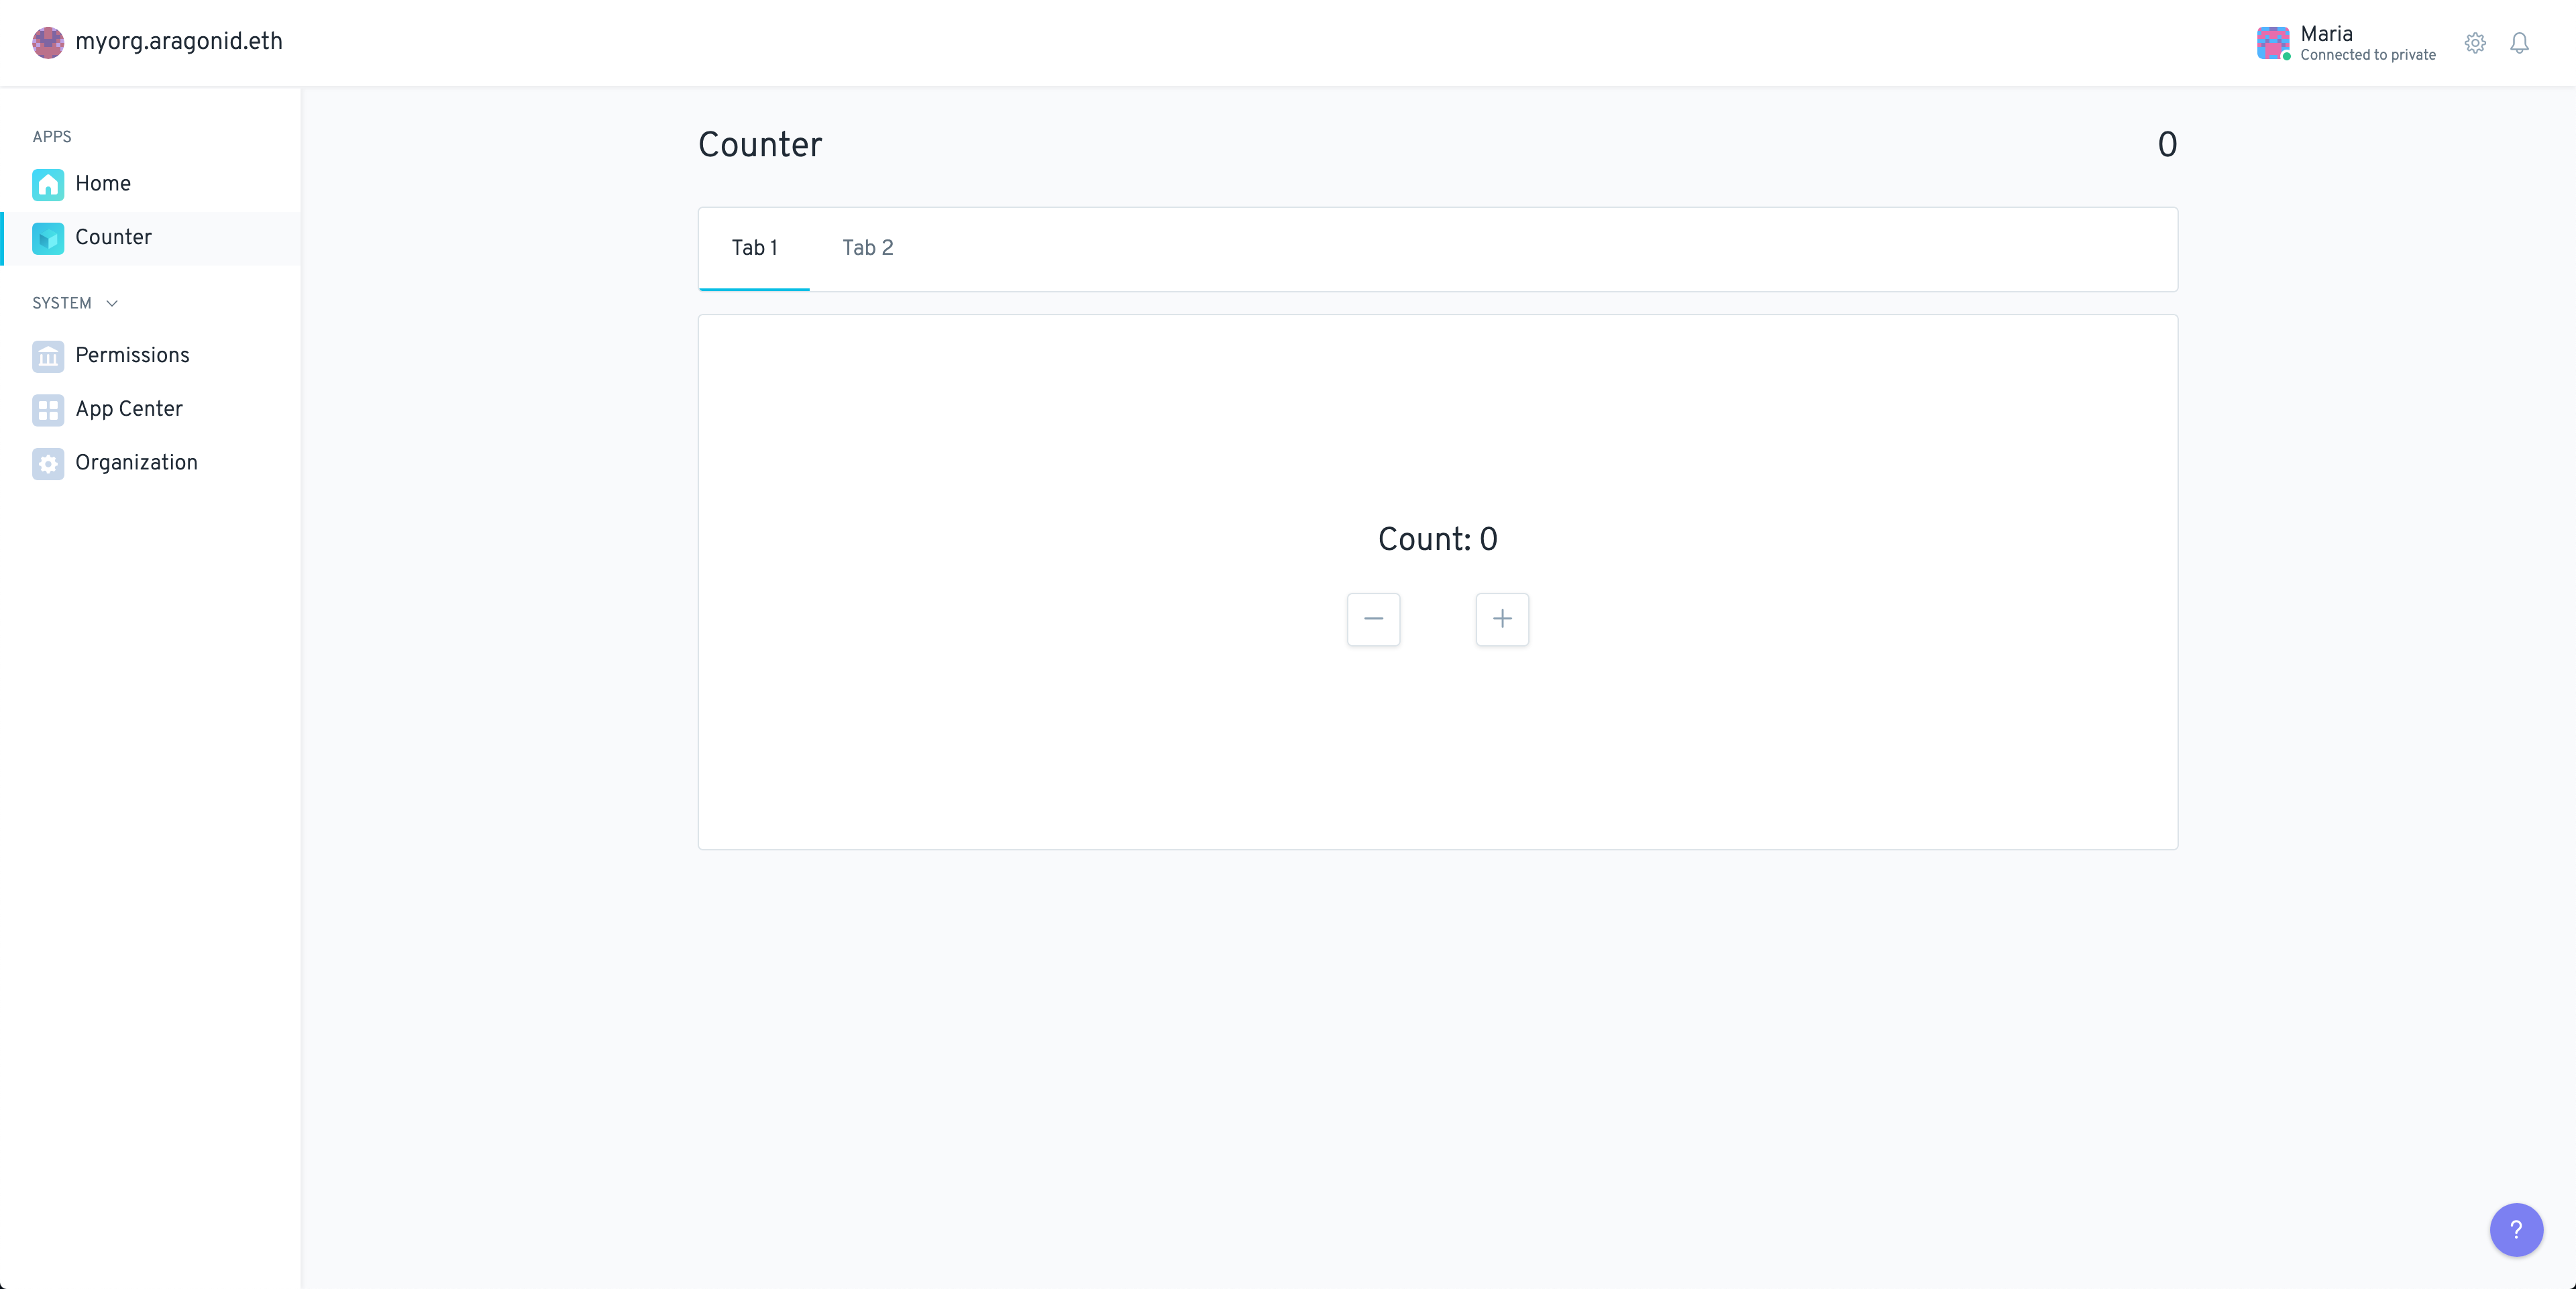 myorg.aragonid.eth
Maria
Connected to private
APPS
Home
Counter
SYSTEM
Permissions
App Center
Organization
Counter
0
Tab 1
Tab 2
Count: 0
?